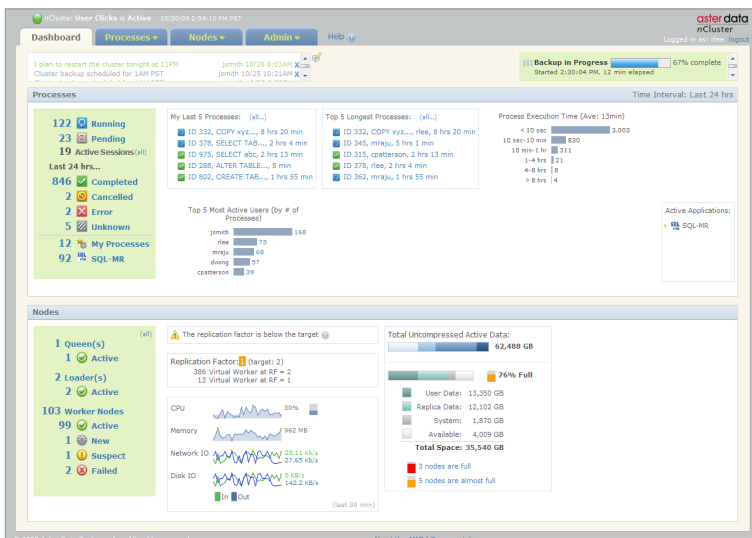 nCluster User Clicks is Active 10/30/09 2:54:10 PM PET
aster data
nCluster
Logged in as: rlee logout
Dashboard Processes Nodes Admin Help
I plan to restart the cluster tonight at 11PM jsmith 10/26 8:03AM X
Cluster backup scheduled for 1AM PST jsmith 10/25 10:21AM X
Backup in Progress 67% complete
Started 2:30:04 PM, 12 min elapsed
Processes Time Interval: Last 24 hrs
122 Running
23 Pending
19 Active Sessions (all)
Last 24 hrs...
846 Completed
2 Cancelled
2 Error
5 Unknown
12 My Processes
92 SQL-MR
My Last 5 Processes: (all...)
ID 332, COPY xyz..., 8 hrs 20 min
ID 378, SELECT TAB..., 2 hrs 4 min
ID 975, SELECT abc, 2 hrs 13 min
ID 288, ALTER TABLE..., 5 min
ID 802, CREATE TAB..., 1 hrs 55 min
Top 5 Longest Processes: (all...)
ID 332, COPY xyz..., rlee, 8 hrs 20 min
ID 345, mraju, 5 hrs 1 min
ID 315, cpatterson, 2 hrs 13 min
ID 378, rlee, 2 hrs 4 min
ID 362, mraju, 1 hrs 55 min
Process Execution Time (Ave: 13min)
< 10 sec 3,003
10 sec-10 min 830
10 min-1 hr 311
1-4 hrs 21
4-8 hrs 8
> 8 hrs 4
Top 5 Most Active Users (by # of
Processes)
jsmith 168
rlee 75
mraju 68
dwong 57
cpatterson 39
Active Applications:
SQL-MR
Nodes
(all)
1 Queen(s)
1 Active
2 Loader(s)
2 Active
103 Worker Nodes
99 Active
1 New
1 Suspect
2 Failed
The replication factor is below the target
Replication Factor: 1 (target: 2)
386 Virtual Worker at RF = 2
13 Virtual Worker at RF = 1
CPU 30%
Memory 962 MB
Network IO 25.11 Kb/s
27.65 Kb/s
Disk IO 0 KB/s
142.2 KB/s
In Out
(last 30 min)
Total Uncompressed Active Data:
62,488 GB
76% Full
User Data: 13,350 GB
Replica Data: 12,102 GB
System: 1,870 GB
Available: 4,009 GB
Total Space: 35,540 GB
3 nodes are full
5 nodes are almost full